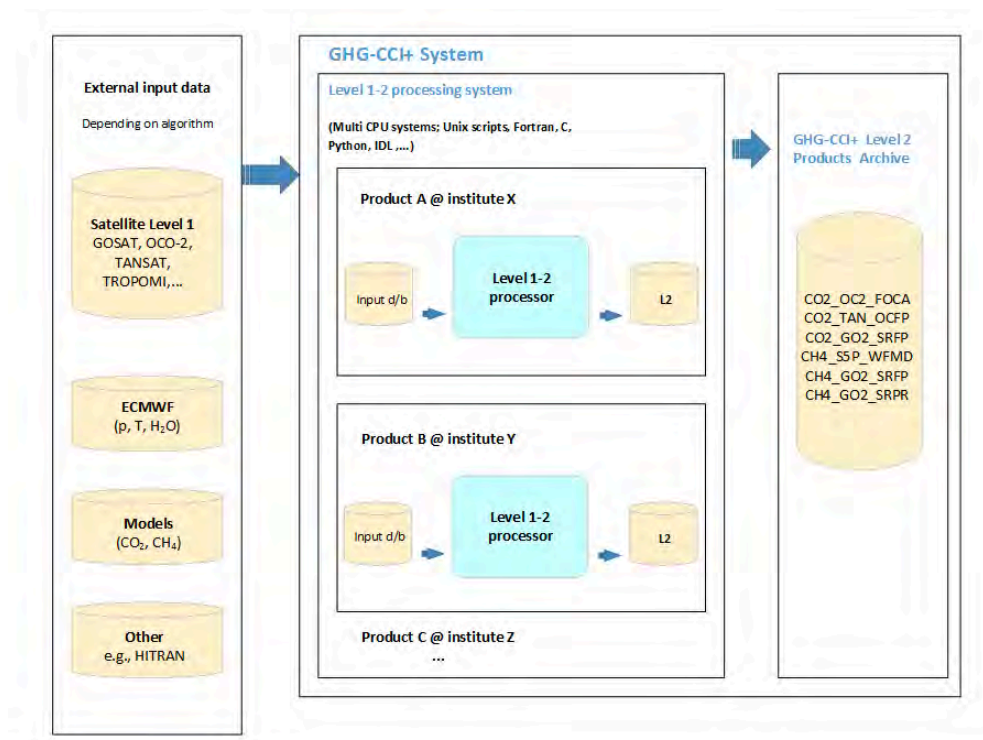 External input data
Depending on algorithm
Satellite Level 1
GOSAT, OCO-2,
TANSAT,
TROPOMI,...
ECMWF
(p, T, H₂O)
Models
(CO₂, CH₄)
Other
e.g., HITRAN
GHG-CCI+ System
Level 1-2 processing system
(Multi CPU systems; Unix scripts, Fortran, C,
Python, IDL ,...)
Product A @ institute X
Input d/b
Level 1-2
processor
L2
Product B @ institute Y
Input d/b
Level 1-2
processor
L2
Product C @ institute Z
...
GHG-CCI+ Level 2
Products Archive
CO2_OC2_FOCA
CO2_TAN_OCFP
CO2_GO2_SRFP
CH4_S5P_WFMD
CH4_GO2_SRFP
CH4_GO2_SRPR